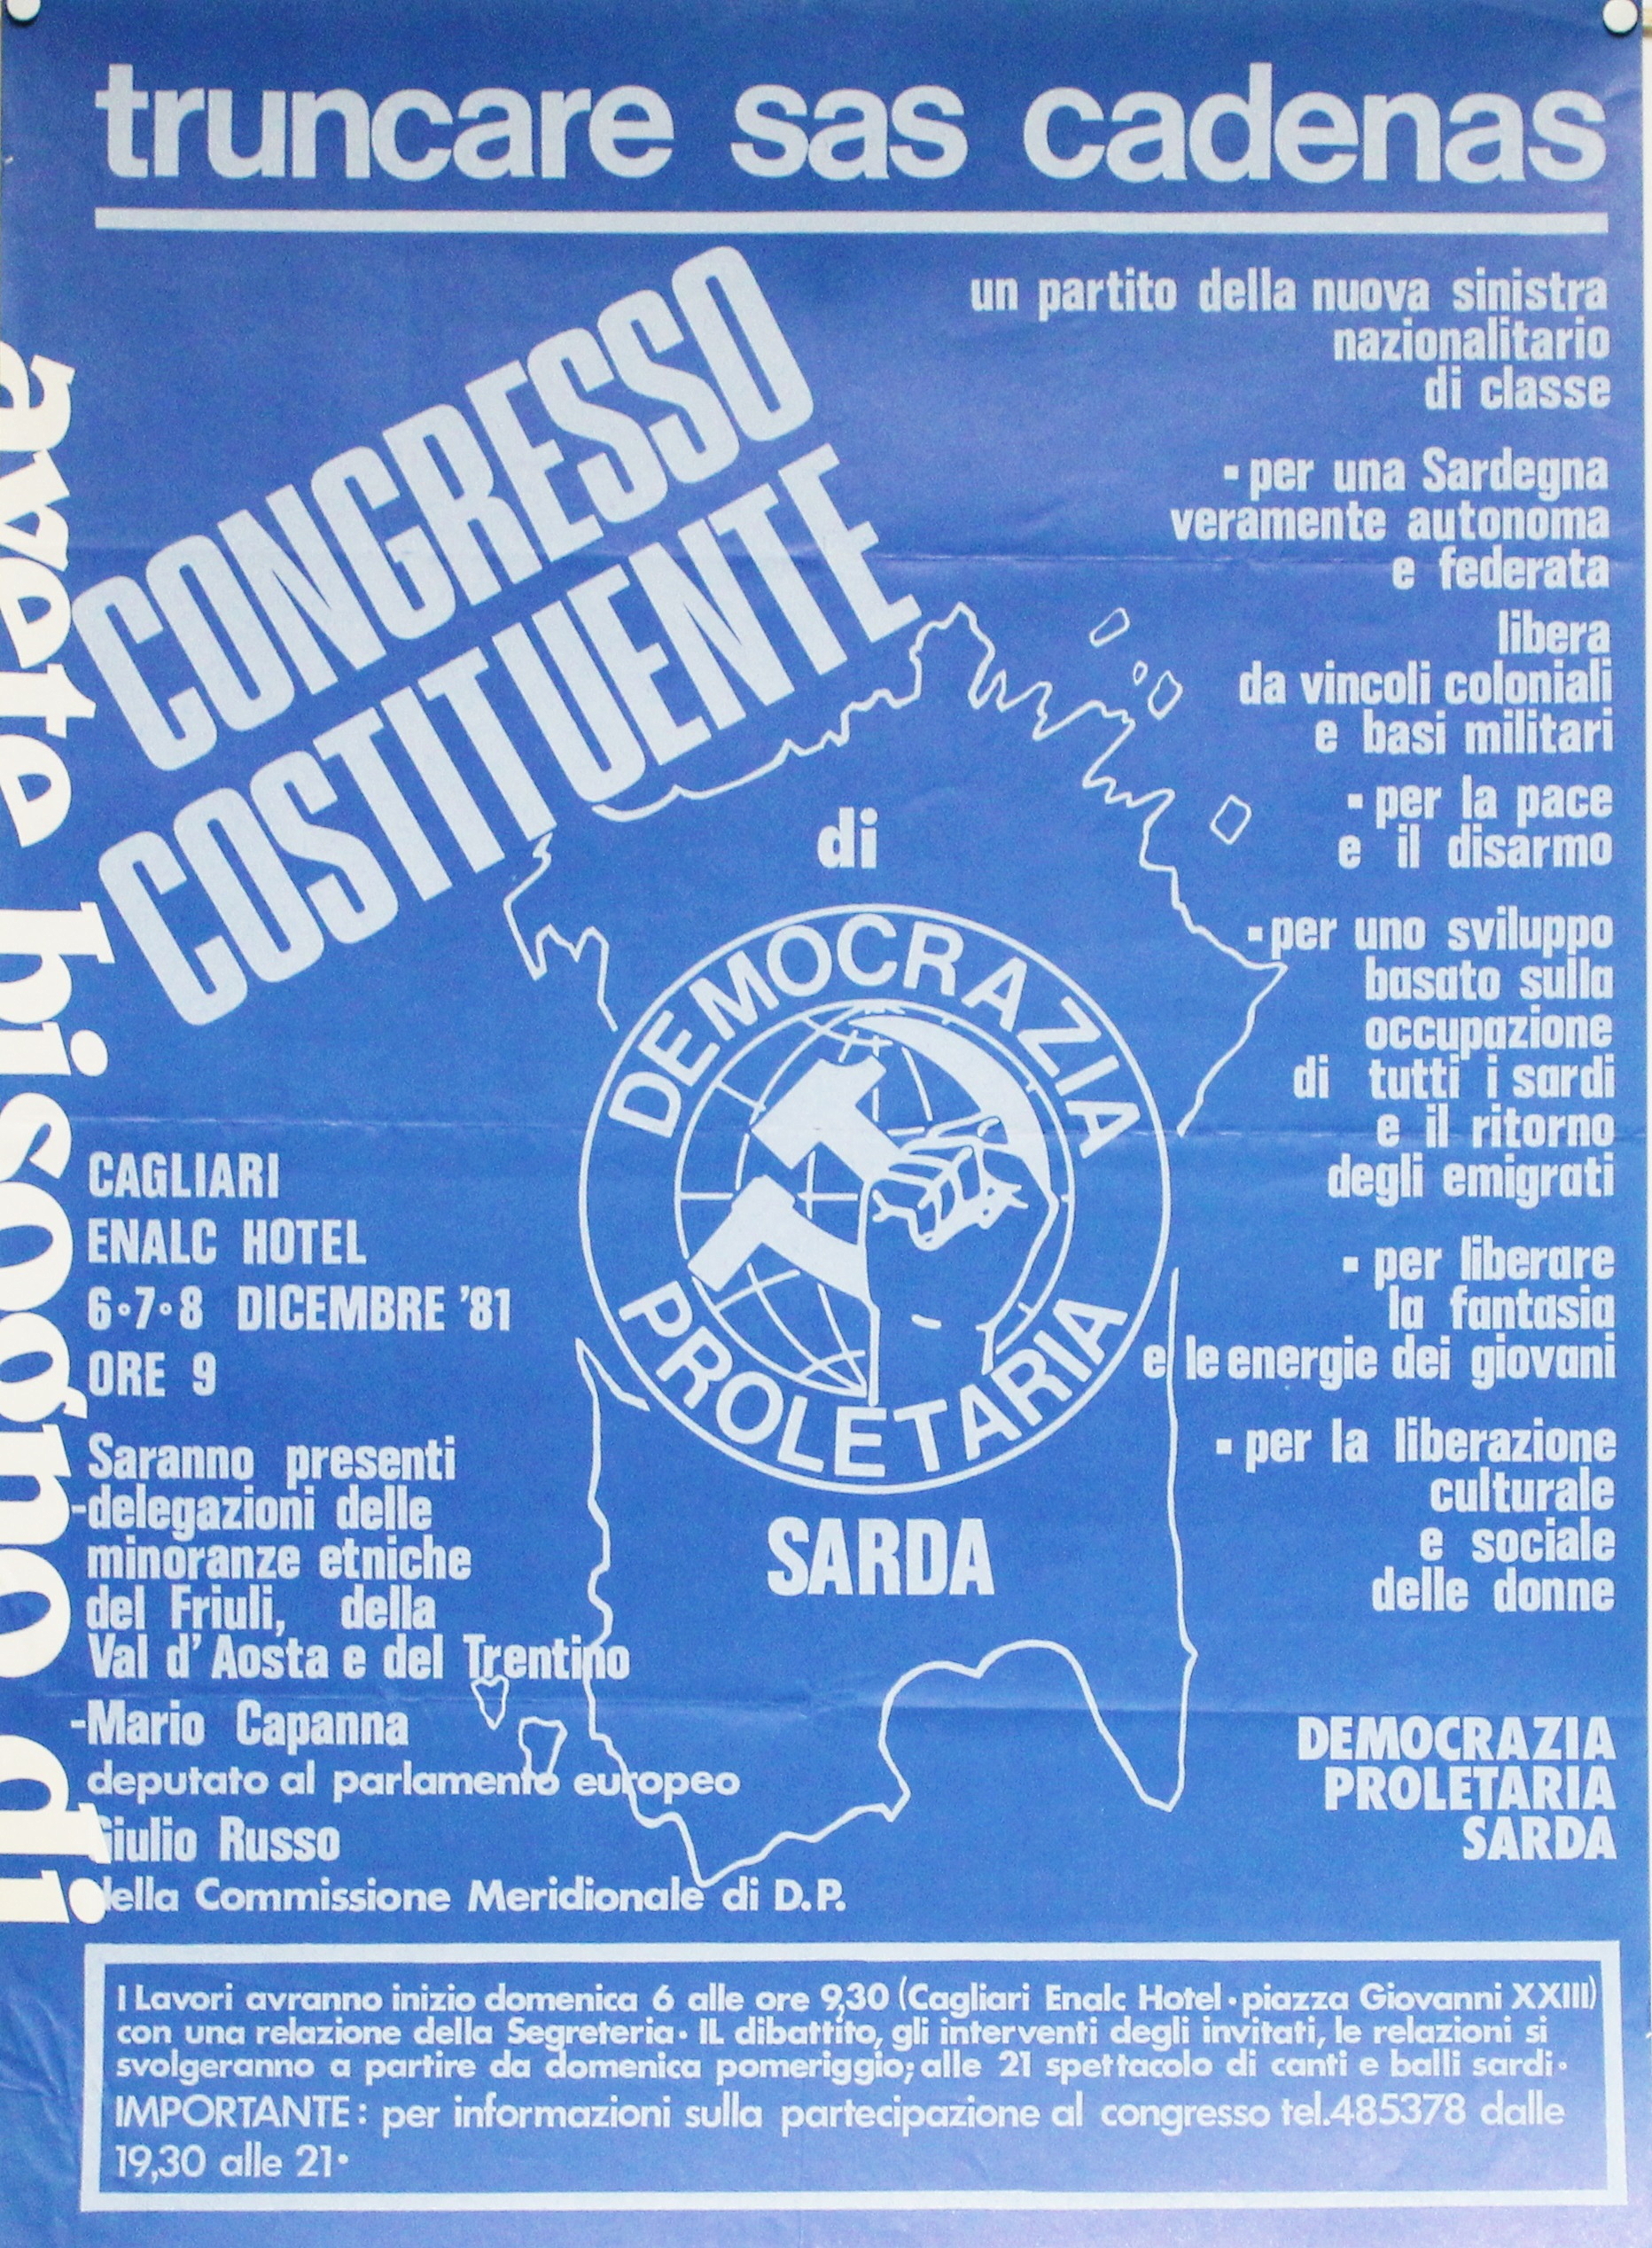 truncare sas cadenas
CONGRESSO
COSTITUENTE
di
DEMOCRAZIA
PROLETARIA
SARDA
un partito della nuova sinistra
nazionalitario
di classe
▪ per una Sardegna
veramente autonoma
e federata
libera
da vincoli coloniali
e basi militari
▪ per la pace
e il disarmo
▪ per uno sviluppo
basato sulla
occupazione
di tutti i sardi
e il ritorno
degli emigrati
▪ per liberare
la fantasia
e le energie dei giovani
▪ per la liberazione
culturale
e sociale
delle donne
DEMOCRAZIA
PROLETARIA
SARDA
avete bisogno di
CAGLIARI
ENALC HOTEL
6•7•8 DICEMBRE '81
ORE 9
Saranno presenti
-delegazioni delle
minoranze etniche
del Friuli, della
Val d'Aosta e del Trentino
-Mario Capanna
deputato al parlamento europeo
Giulio Russo
della Commissione Meridionale di D.P.
I Lavori avranno inizio domenica 6 alle ore 9,30 (Cagliari Enalc Hotel•piazza Giovanni XXIII)
con una relazione della Segreteria• IL dibattito, gli interventi degli invitati, le relazioni si
svolgeranno a partire da domenica pomeriggio; alle 21 spettacolo di canti e balli sardi•
IMPORTANTE: per informazioni sulla partecipazione al congresso tel.485378 dalle
19,30 alle 21•